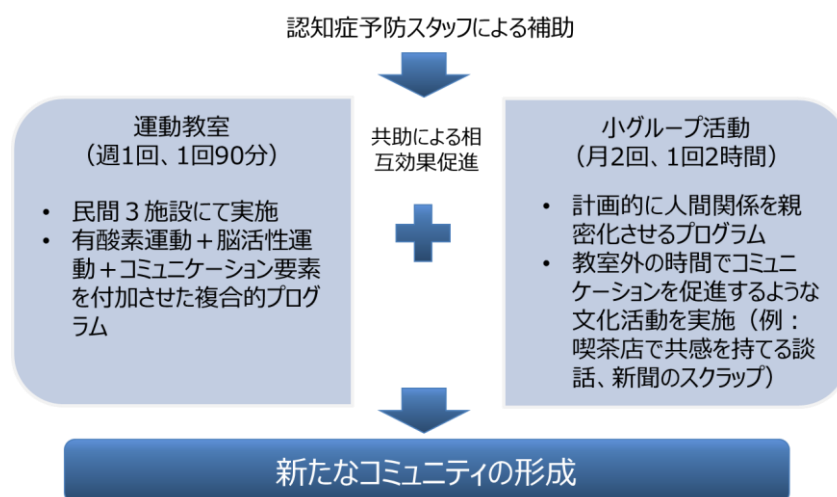 認知症予防スタッフによる補助
運動教室
（週1回、1回90分）
• 民間３施設にて実施
• 有酸素運動＋脳活性運
動＋コミュニケーション要素
を付加させた複合的プログ
ラム
共助による相
互効果促進
小グループ活動
（月2回、1回2時間）
• 計画的に人間関係を親
密化させるプログラム
• 教室外の時間でコミュニ
ケーションを促進するような
文化活動を実施（例：
喫茶店で共感を持てる談
話、新聞のスクラップ）
新たなコミュニティの形成